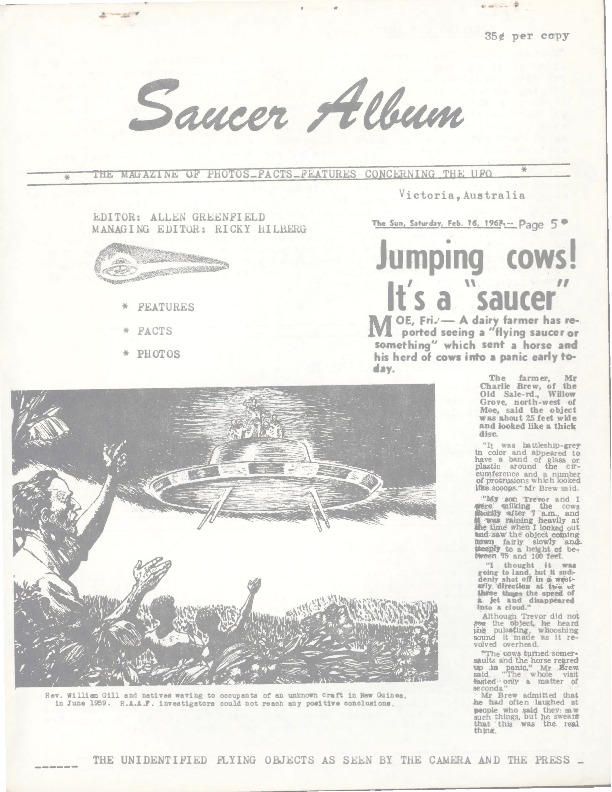 35¢ per copy
Saucer Album
* THE MAGAZINE OF PHOTOS—FACTS—FEATURES CONCERNING THE UFO *
Victoria, Australia
EDITOR: ALLEN GREENFIELD
MANAGING EDITOR: RICKY HILBERG
* FEATURES
* FACTS
* PHOTOS
The Sun, Saturday, Feb. 16, 1963.— Page 5
Jumping cows!
It's a "saucer"
MOE, Fri.— A dairy farmer has re-
ported seeing a "flying saucer or
something" which sent a horse and
his herd of cows into a panic early to-
day.
The farmer, Mr
Charlie Brew, of the
Old Sale-rd., Willow
Grove, north-west of
Moe, said the object
was about 25 feet wide
and looked like a thick
disc.
"It was battleship-grey
in color and appeared to
have a band of glass or
plastic around the cir-
cumference and a number
of protrusions which looked
like scoops." Mr Brew said.
"My son Trevor and I
were milking the cows
shortly after 7 a.m., and
it was raining heavily at
the time when I looked out
and saw the object coming
down fairly slowly and
steeply to a height of be-
tween 75 and 100 feet.
"I thought it was
going to land, but it sud-
denly shot off in a west-
erly direction at two or
three times the speed of
a jet and disappeared
into a cloud."
Although Trevor did not
see the object, he heard
the pulsating, whooshing
sound it made as it re-
volved overhead.
"The cows turned somer-
saults and the horse reared
up in panic," Mr Brew
said. "The whole visit
lasted only a matter of
seconds."
Mr Brew admitted that
he had often laughed at
people who said they saw
such things, but he swears
that this was the real
thing.
Rev. William Gill and natives waving to occupants of an unknown craft in New Guinea,
in June 1959. R.A.A.F. investigators could not reach any positive conclusions.
THE UNIDENTIFIED FLYING OBJECTS AS SEEN BY THE CAMERA AND THE PRESS